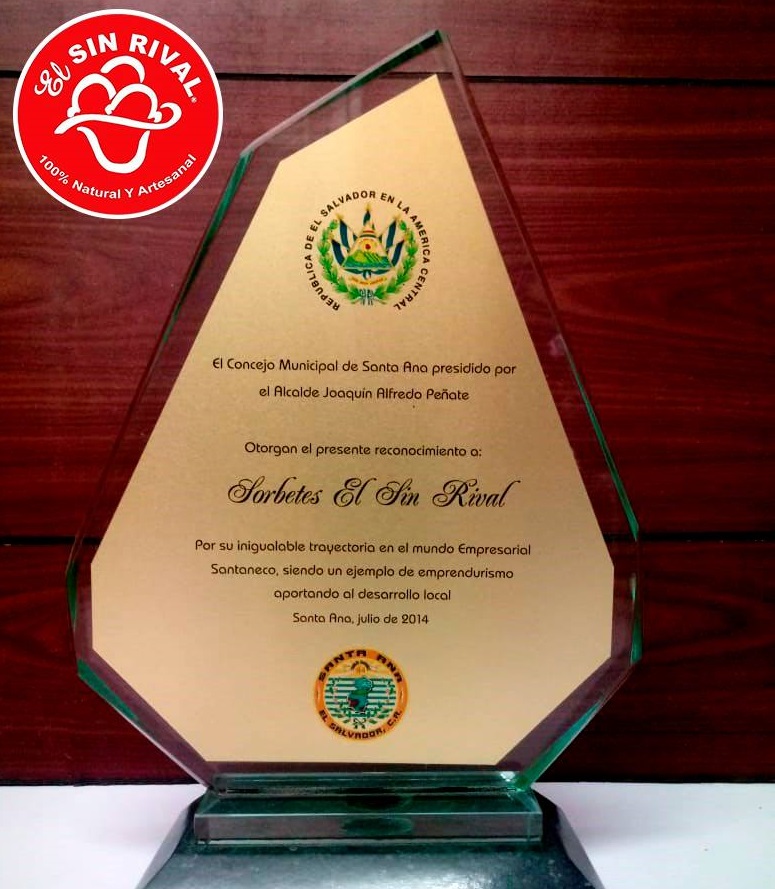 El SIN RIVAL®
100% Natural Y Artesanal
REPUBLICA DE EL SALVADOR EN LA AMERICA CENTRAL
El Concejo Municipal de Santa Ana presidido por
el Alcalde Joaquín Alfredo Peñate
Otorgan el presente reconocimiento a:
Sorbetes El Sin Rival
Por su inigualable trayectoria en el mundo Empresarial
Santaneco, siendo un ejemplo de emprendurismo
aportando al desarrollo local
Santa Ana, julio de 2014
SANTA ANA
EL SALVADOR, C.A.